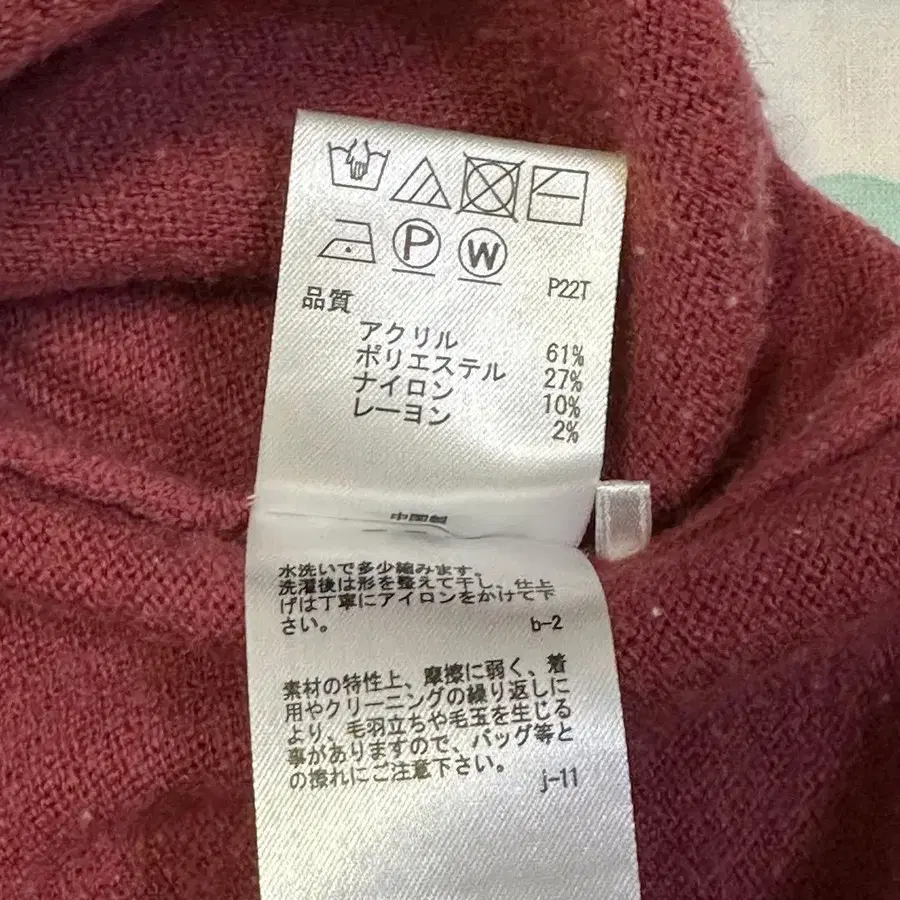 P W
P22T
品質
アクリル 61%
ポリエステル 27%
ナイロン 10%
レーヨン 2%
中国製
水洗いで多少縮みます。
洗濯後は形を整えて干し、仕上
げは丁寧にアイロンをかけて下
さい。 b-2
素材の特性上、摩擦に弱く、着
用やクリーニングの繰り返しに
より、毛羽立ちや毛玉を生じる
事がありますので、バッグ等と
の擦れにご注意下さい。 j-11